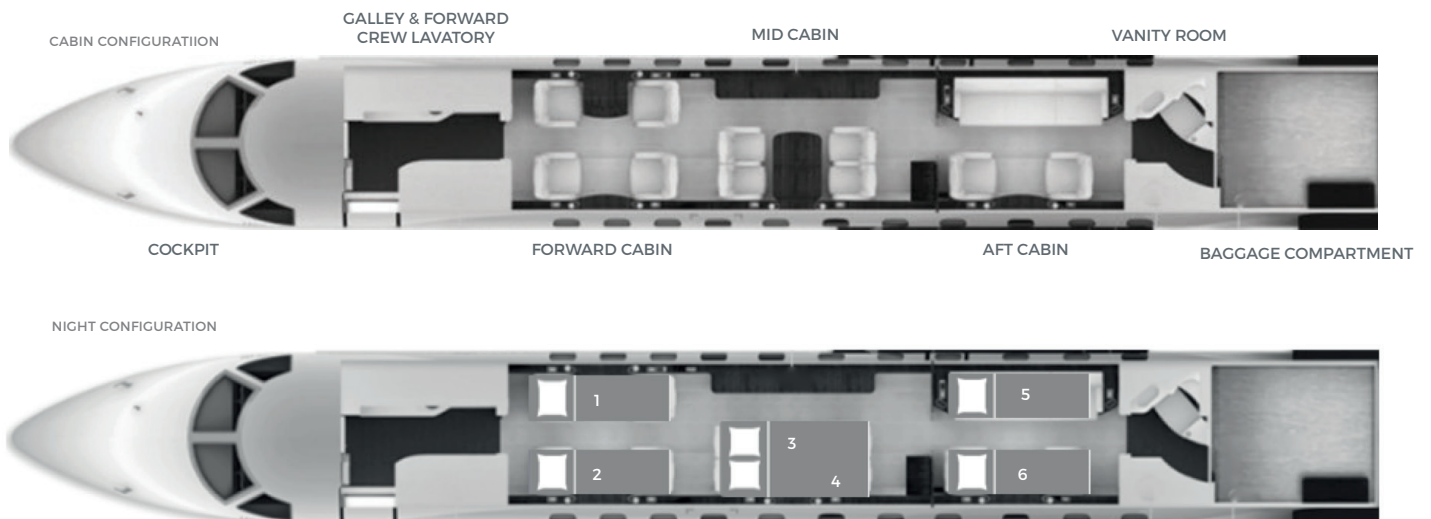 CABIN CONFIGURATIION
GALLEY & FORWARD
CREW LAVATORY
MID CABIN
VANITY ROOM
COCKPIT
FORWARD CABIN
AFT CABIN
BAGGAGE COMPARTMENT
NIGHT CONFIGURATION
1
5
3
2
4
6